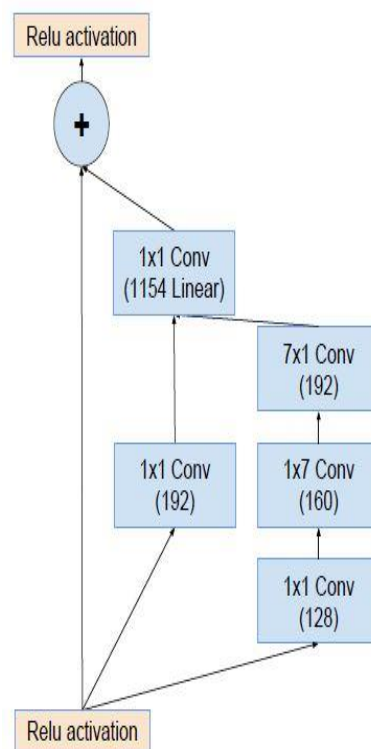 Relu activation
+
1x1 Conv
(1154 Linear)
7x1 Conv
(192)
1x1 Conv
(192)
1x7 Conv
(160)
1x1 Conv
(128)
Relu activation